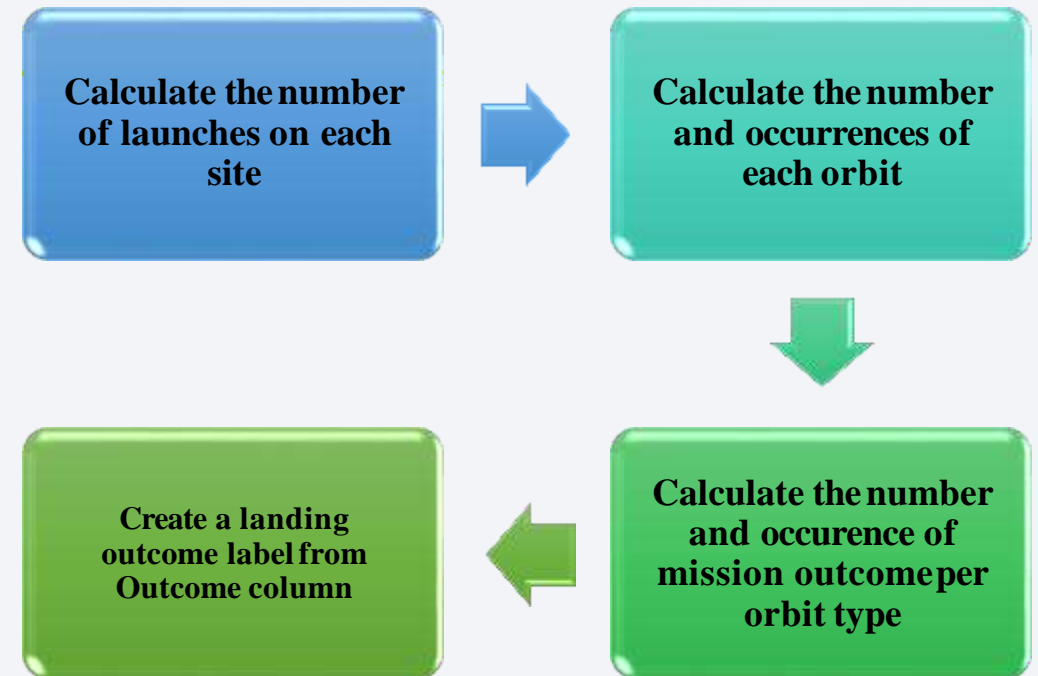 Calculate the number
of launches on each
site
Calculate the number
and occurrences of
each orbit
Calculate the number
and occurence of
mission outcome per
orbit type
Create a landing
outcome label from
Outcome column